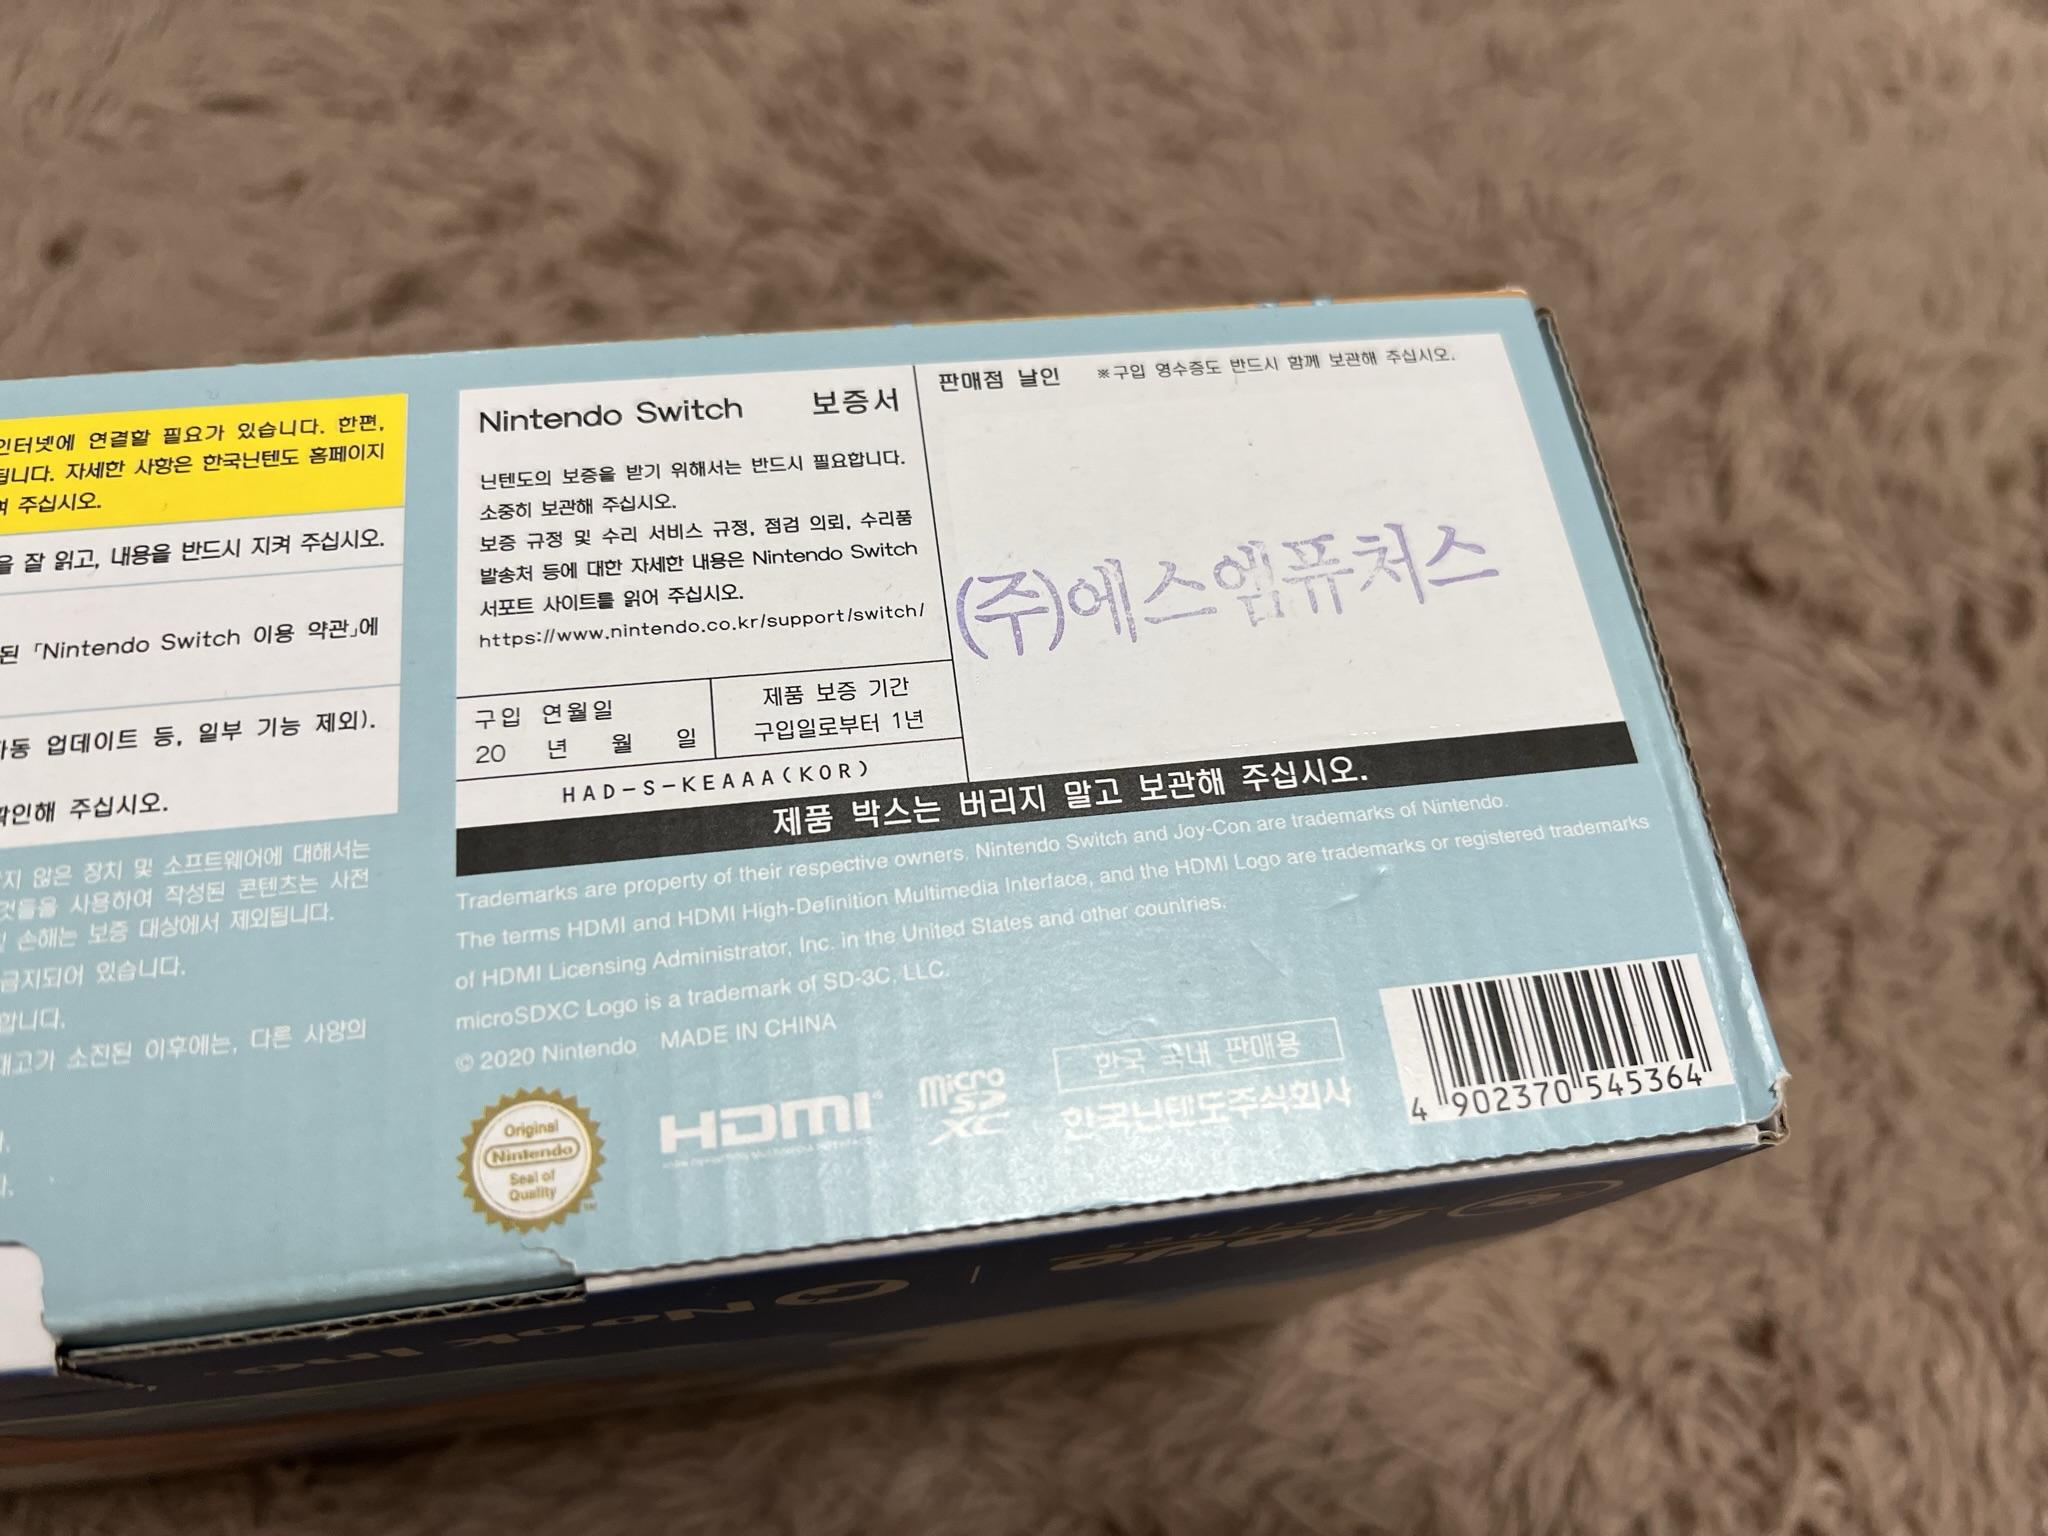 인터넷에 연결할 필요가 있습니다. 한편,
됩니다. 자세한 사항은 한국닌텐도 홈페이지
주십시오.
을 잘 읽고, 내용을 반드시 지켜 주십시오.
된 「Nintendo Switch 이용 약관」에
자동 업데이트 등, 일부 기능 제외).
확인해 주십시오.
지 않은 장치 및 소프트웨어에 대해서는
것들을 사용하여 작성된 콘텐츠는 사전
및 손해는 보증 대상에서 제외됩니다.
금지되어 있습니다.
합니다.
재고가 소진된 이후에는, 다른 사양의
Nintendo Switch 보증서
닌텐도의 보증을 받기 위해서는 반드시 필요합니다.
소중히 보관해 주십시오.
보증 규정 및 수리 서비스 규정, 점검 의뢰, 수리품
발송처 등에 대한 자세한 내용은 Nintendo Switch
서포트 사이트를 읽어 주십시오.
https://www.nintendo.co.kr/support/switch/
구입 연월일
20 년 월 일
제품 보증 기간
구입일로부터 1년
HAD-S-KEAAA(KOR)
판매점 날인 ※구입 영수증도 반드시 함께 보관해 주십시오.
(주)에스엠퓨처스
제품 박스는 버리지 말고 보관해 주십시오.
Trademarks are property of their respective owners. Nintendo Switch and Joy-Con are trademarks of Nintendo.
The terms HDMI and HDMI High-Definition Multimedia Interface, and the HDMI Logo are trademarks or registered trademarks
of HDMI Licensing Administrator, Inc. in the United States and other countries.
microSDXC Logo is a trademark of SD-3C, LLC.
© 2020 Nintendo MADE IN CHINA
Original
Nintendo
Seal of
Quality
TM
HDMI
micro
SD
XC
한국 국내 판매용
한국닌텐도주식회사
4 902370 545364
Nook Inc.